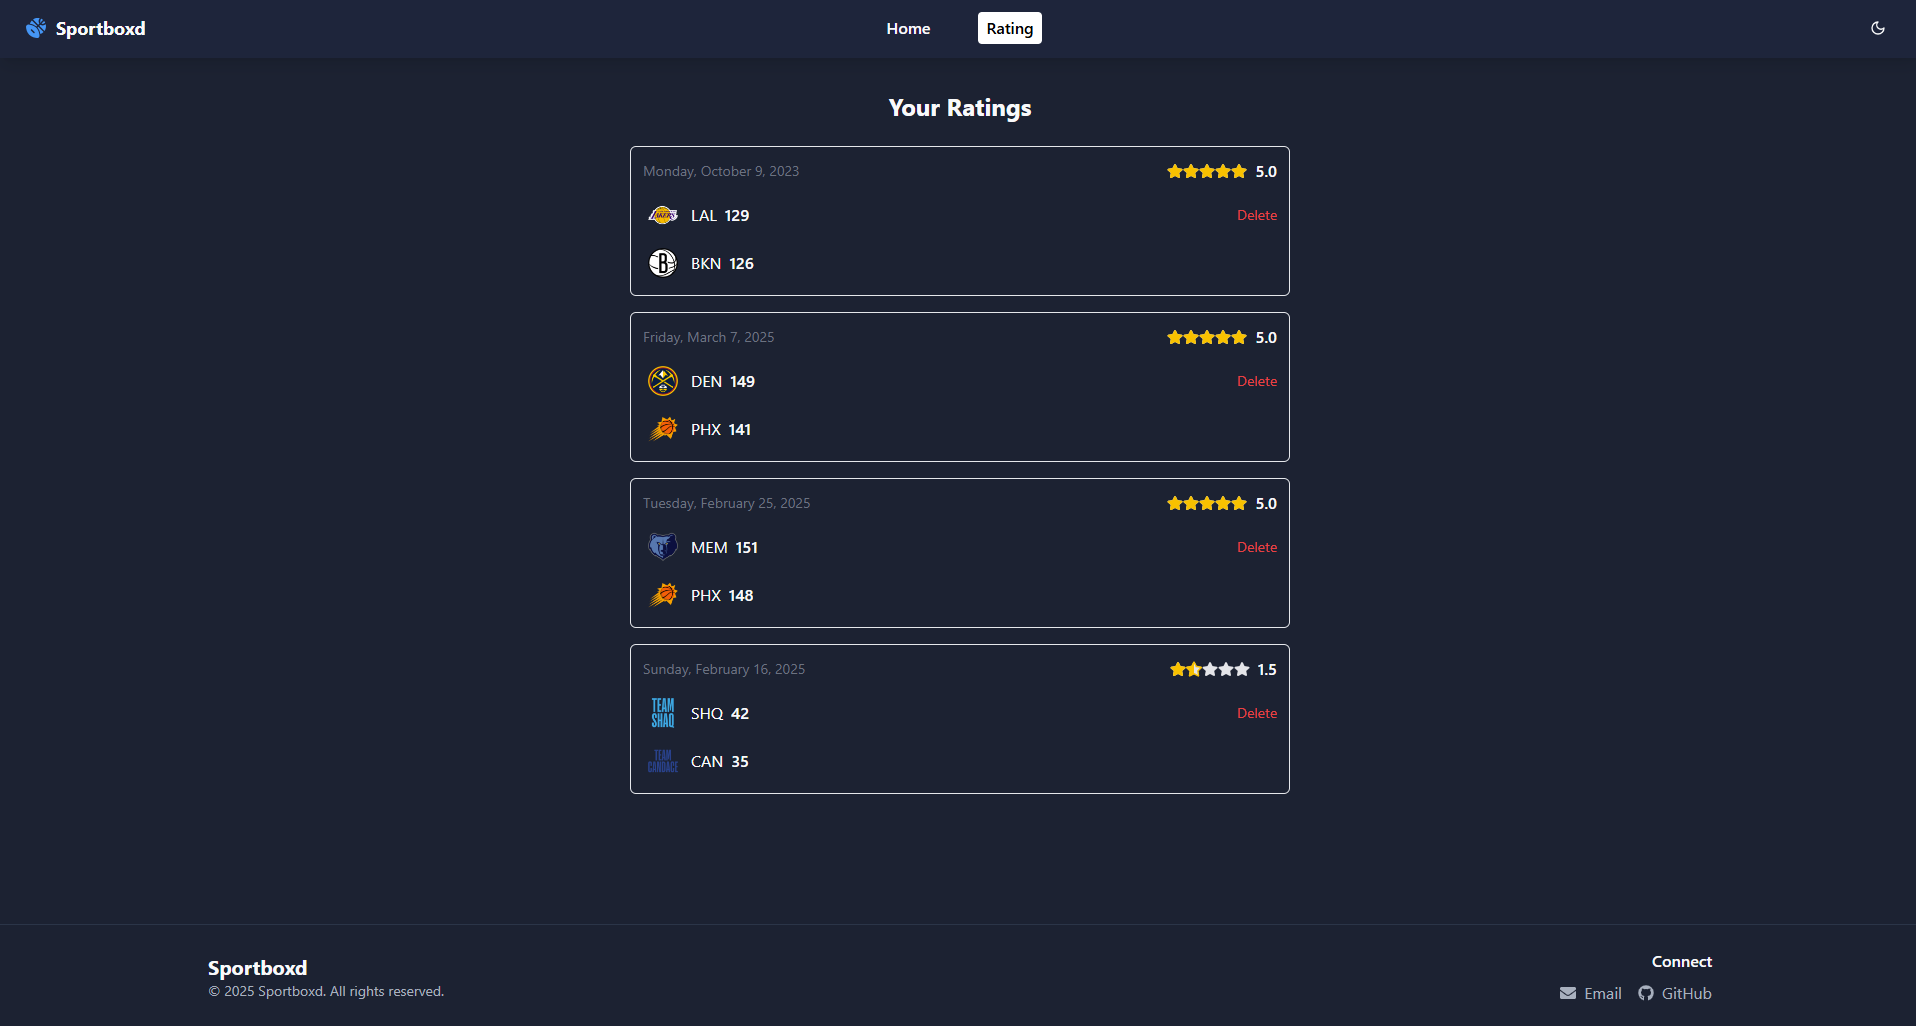 Sportboxd
Home
Rating
Your Ratings
Monday, October 9, 2023
5.0
LAL 129
Delete
BKN 126
Friday, March 7, 2025
5.0
DEN 149
Delete
PHX 141
Tuesday, February 25, 2025
5.0
MEM 151
Delete
PHX 148
Sunday, February 16, 2025
1.5
TEAM
SHAQ
SHQ 42
Delete
TEAM
CANDACE
CAN 35
Sportboxd
© 2025 Sportboxd. All rights reserved.
Connect
Email
GitHub